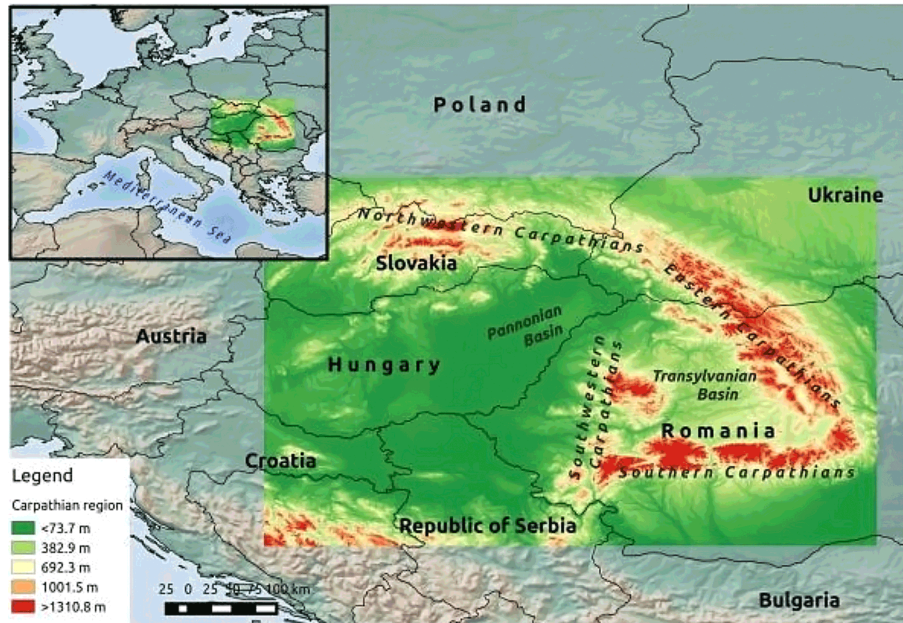 Mediterranean Sea
Poland
Ukraine
Northwestern Carpathians
Slovakia
Eastern Carpathians
Austria
Pannonian
Basin
Hungary
Southwestern
Carpathians
Transylvanian
Basin
Romania
Croatia
Southern Carpathians
Republic of Serbia
Bulgaria
Legend
Carpathian region
<73.7 m
382.9 m
692.3 m
1001.5 m
>1310.8 m
25 0 25 50 75 100 km